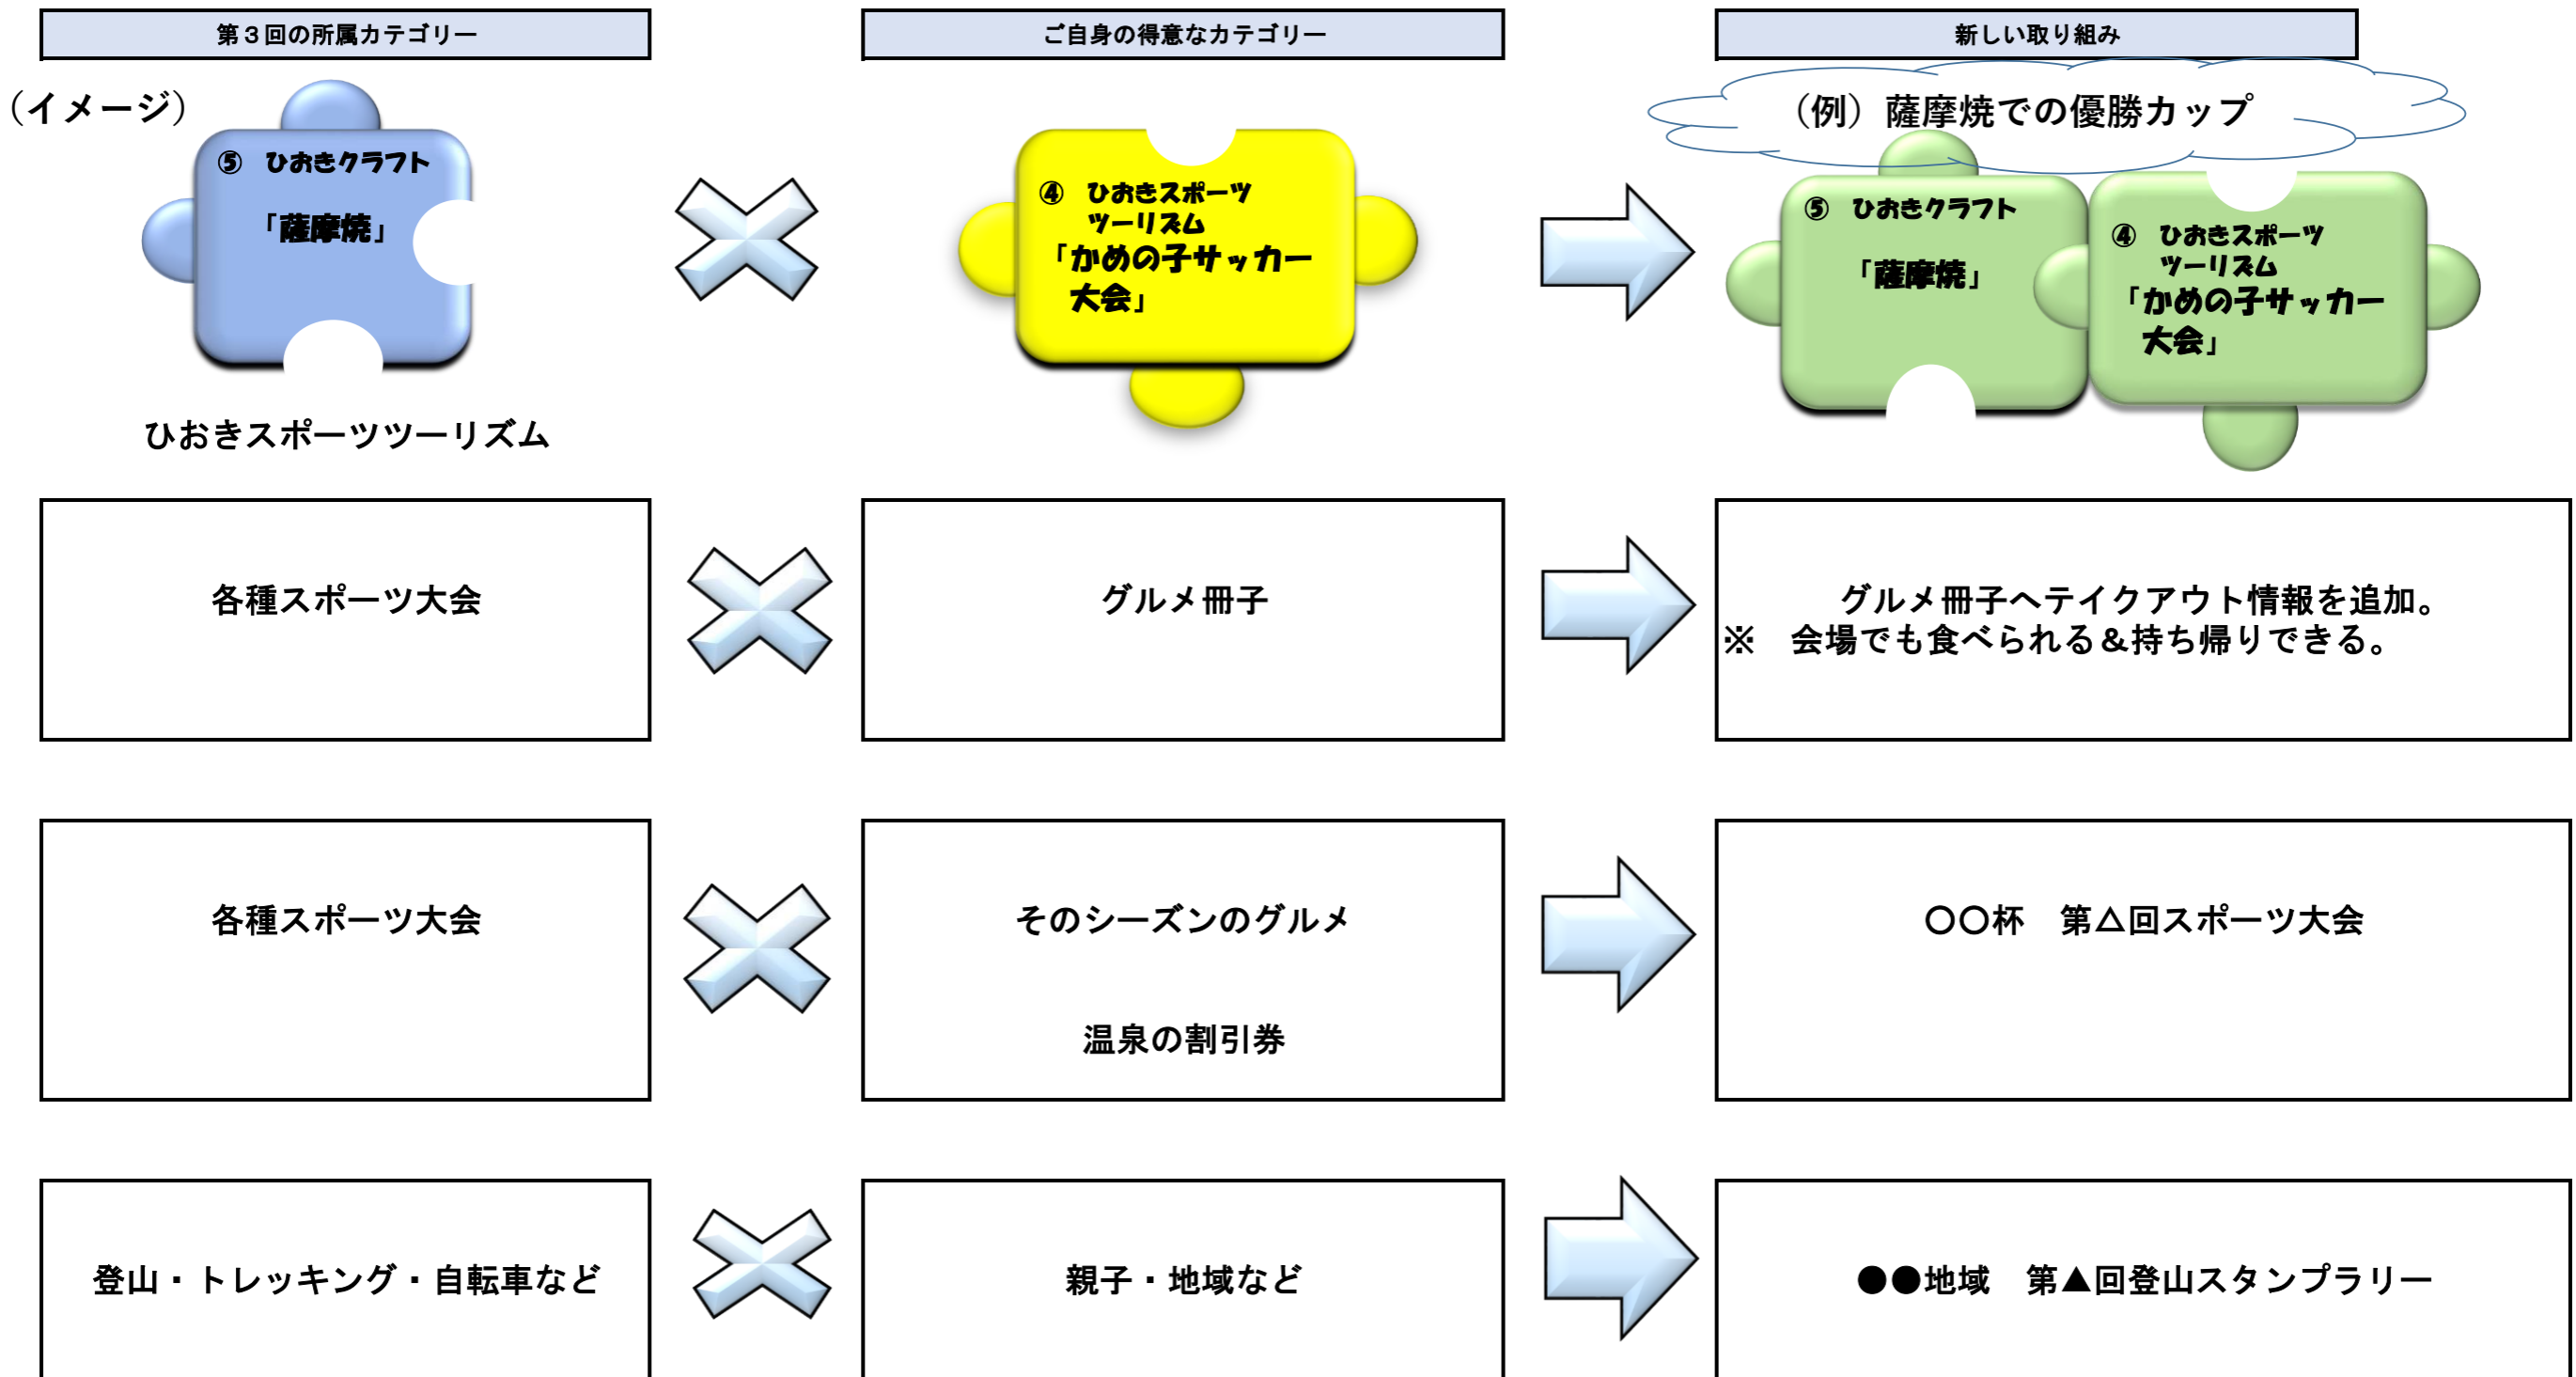 第３回の所属カテゴリー
ご自身の得意なカテゴリー
新しい取り組み
（イメージ）
⑤　ひおきクラフト
「薩摩焼」
④　ひおきスポーツ
ツーリズム
「かめの子サッカー
大会」
（例）薩摩焼での優勝カップ
⑤　ひおきクラフト
「薩摩焼」
④　ひおきスポーツ
ツーリズム
「かめの子サッカー
大会」
ひおきスポーツツーリズム
各種スポーツ大会
グルメ冊子
グルメ冊子へテイクアウト情報を追加。
※　会場でも食べられる＆持ち帰りできる。
各種スポーツ大会
そのシーズンのグルメ
温泉の割引券
〇〇杯　第△回スポーツ大会
登山・トレッキング・自転車など
親子・地域など
●●地域　第▲回登山スタンプラリー